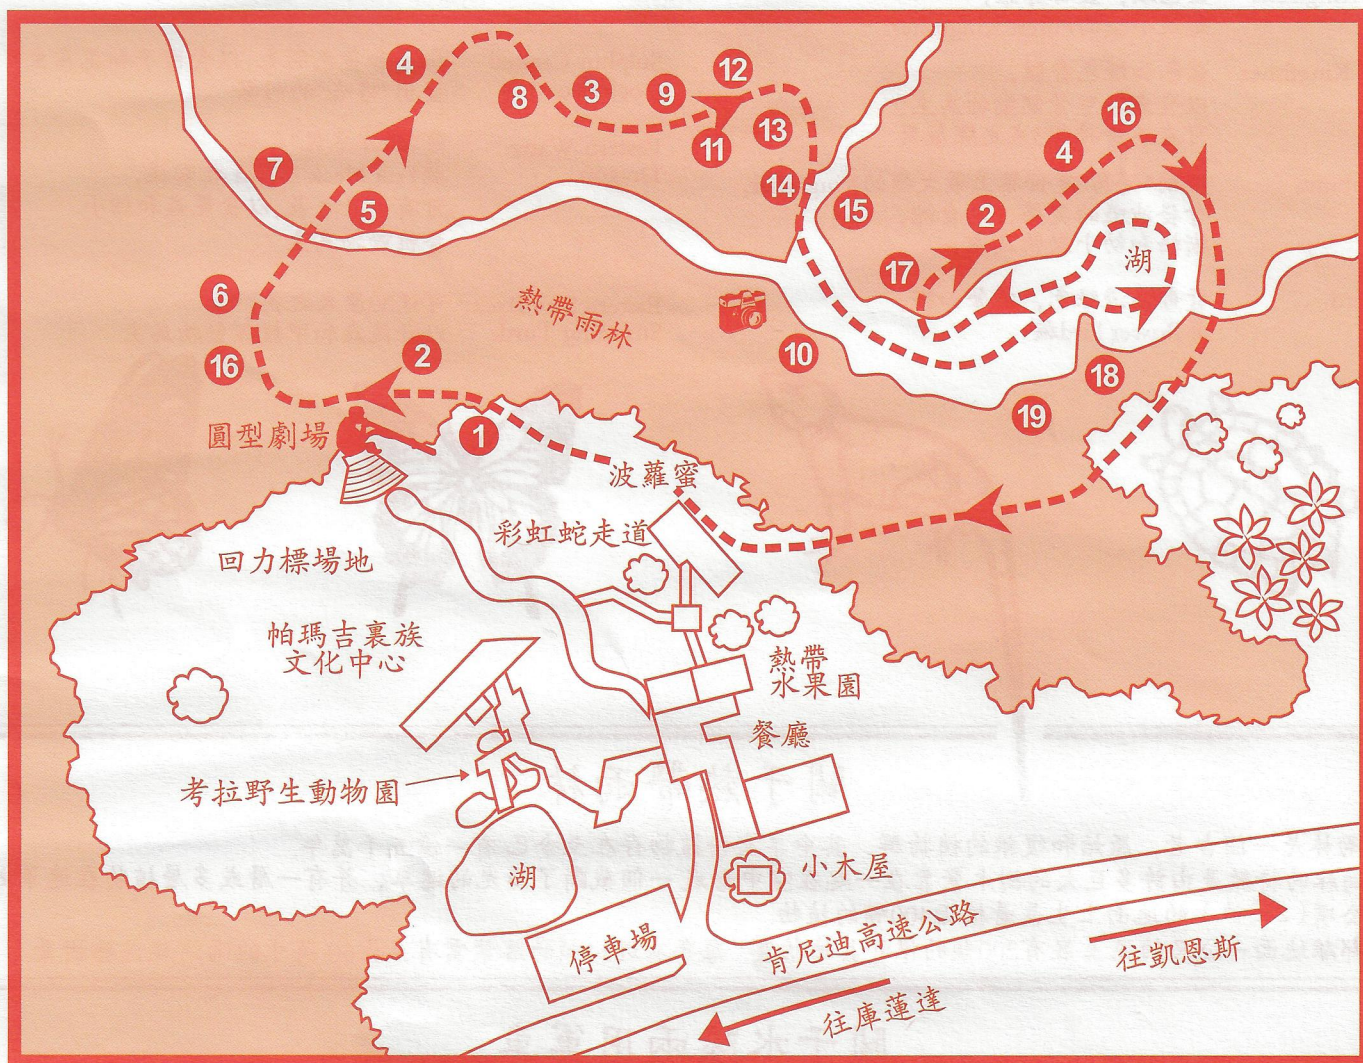 4
12
8
3
9
11
13
16
4
7
5
14
15
2
17
湖
6
熱帶雨林
10
16
2
18
19
圓型劇場
1
波蘿蜜
彩虹蛇走道
回力標場地
帕瑪吉裏族
文化中心
熱帶
水果園
餐廳
考拉野生動物園
湖
小木屋
停車場
肯尼迪高速公路
往凱恩斯
往庫蓮達